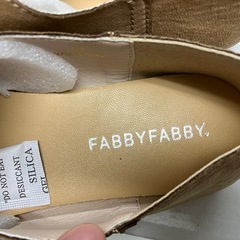 FABBYFABBY
"DO NOT EAT"
DESICCANT
SILICA
GEL